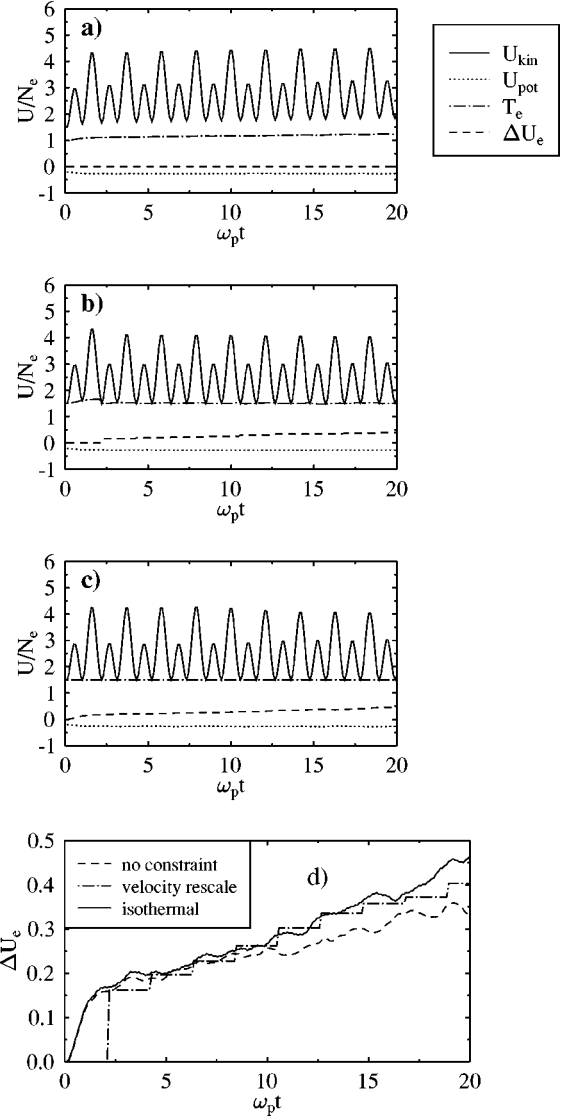 a)
6
5
4
3
2
1
0
-1
U/Nₑ
0 5 10 15 20
ωₚt
U_kin
U_pot
Tₑ
ΔUₑ
b)
6
5
4
3
2
1
0
-1
U/Nₑ
0 5 10 15 20
ωₚt
c)
6
5
4
3
2
1
0
-1
U/Nₑ
0 5 10 15 20
ωₚt
d)
0.5
0.4
0.3
0.2
0.1
0.0
ΔUₑ
no constraint
velocity rescale
isothermal
0 5 10 15 20
ωₚt